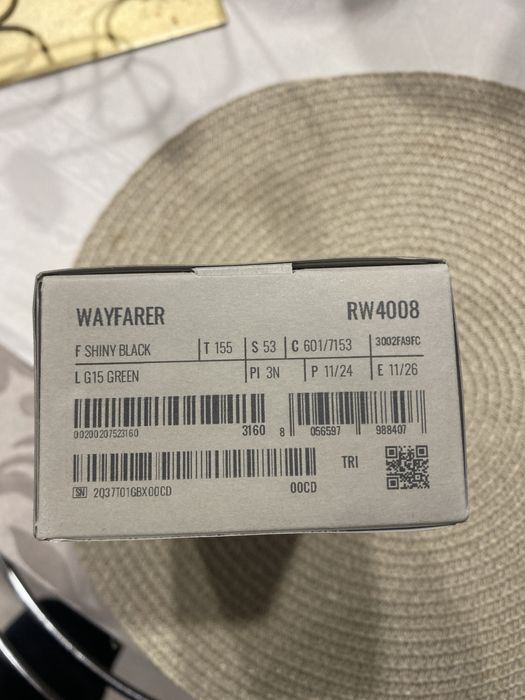 WAYFARER RW4008
F SHINY BLACK T 155 S 53 C 601/7153 3002FA9FC
L G15 GREEN PI 3N P 11/24 E 11/26
00200207523160 3160 8 056597 988407
TRI
SN 2Q37T01GBX00CD 00CD